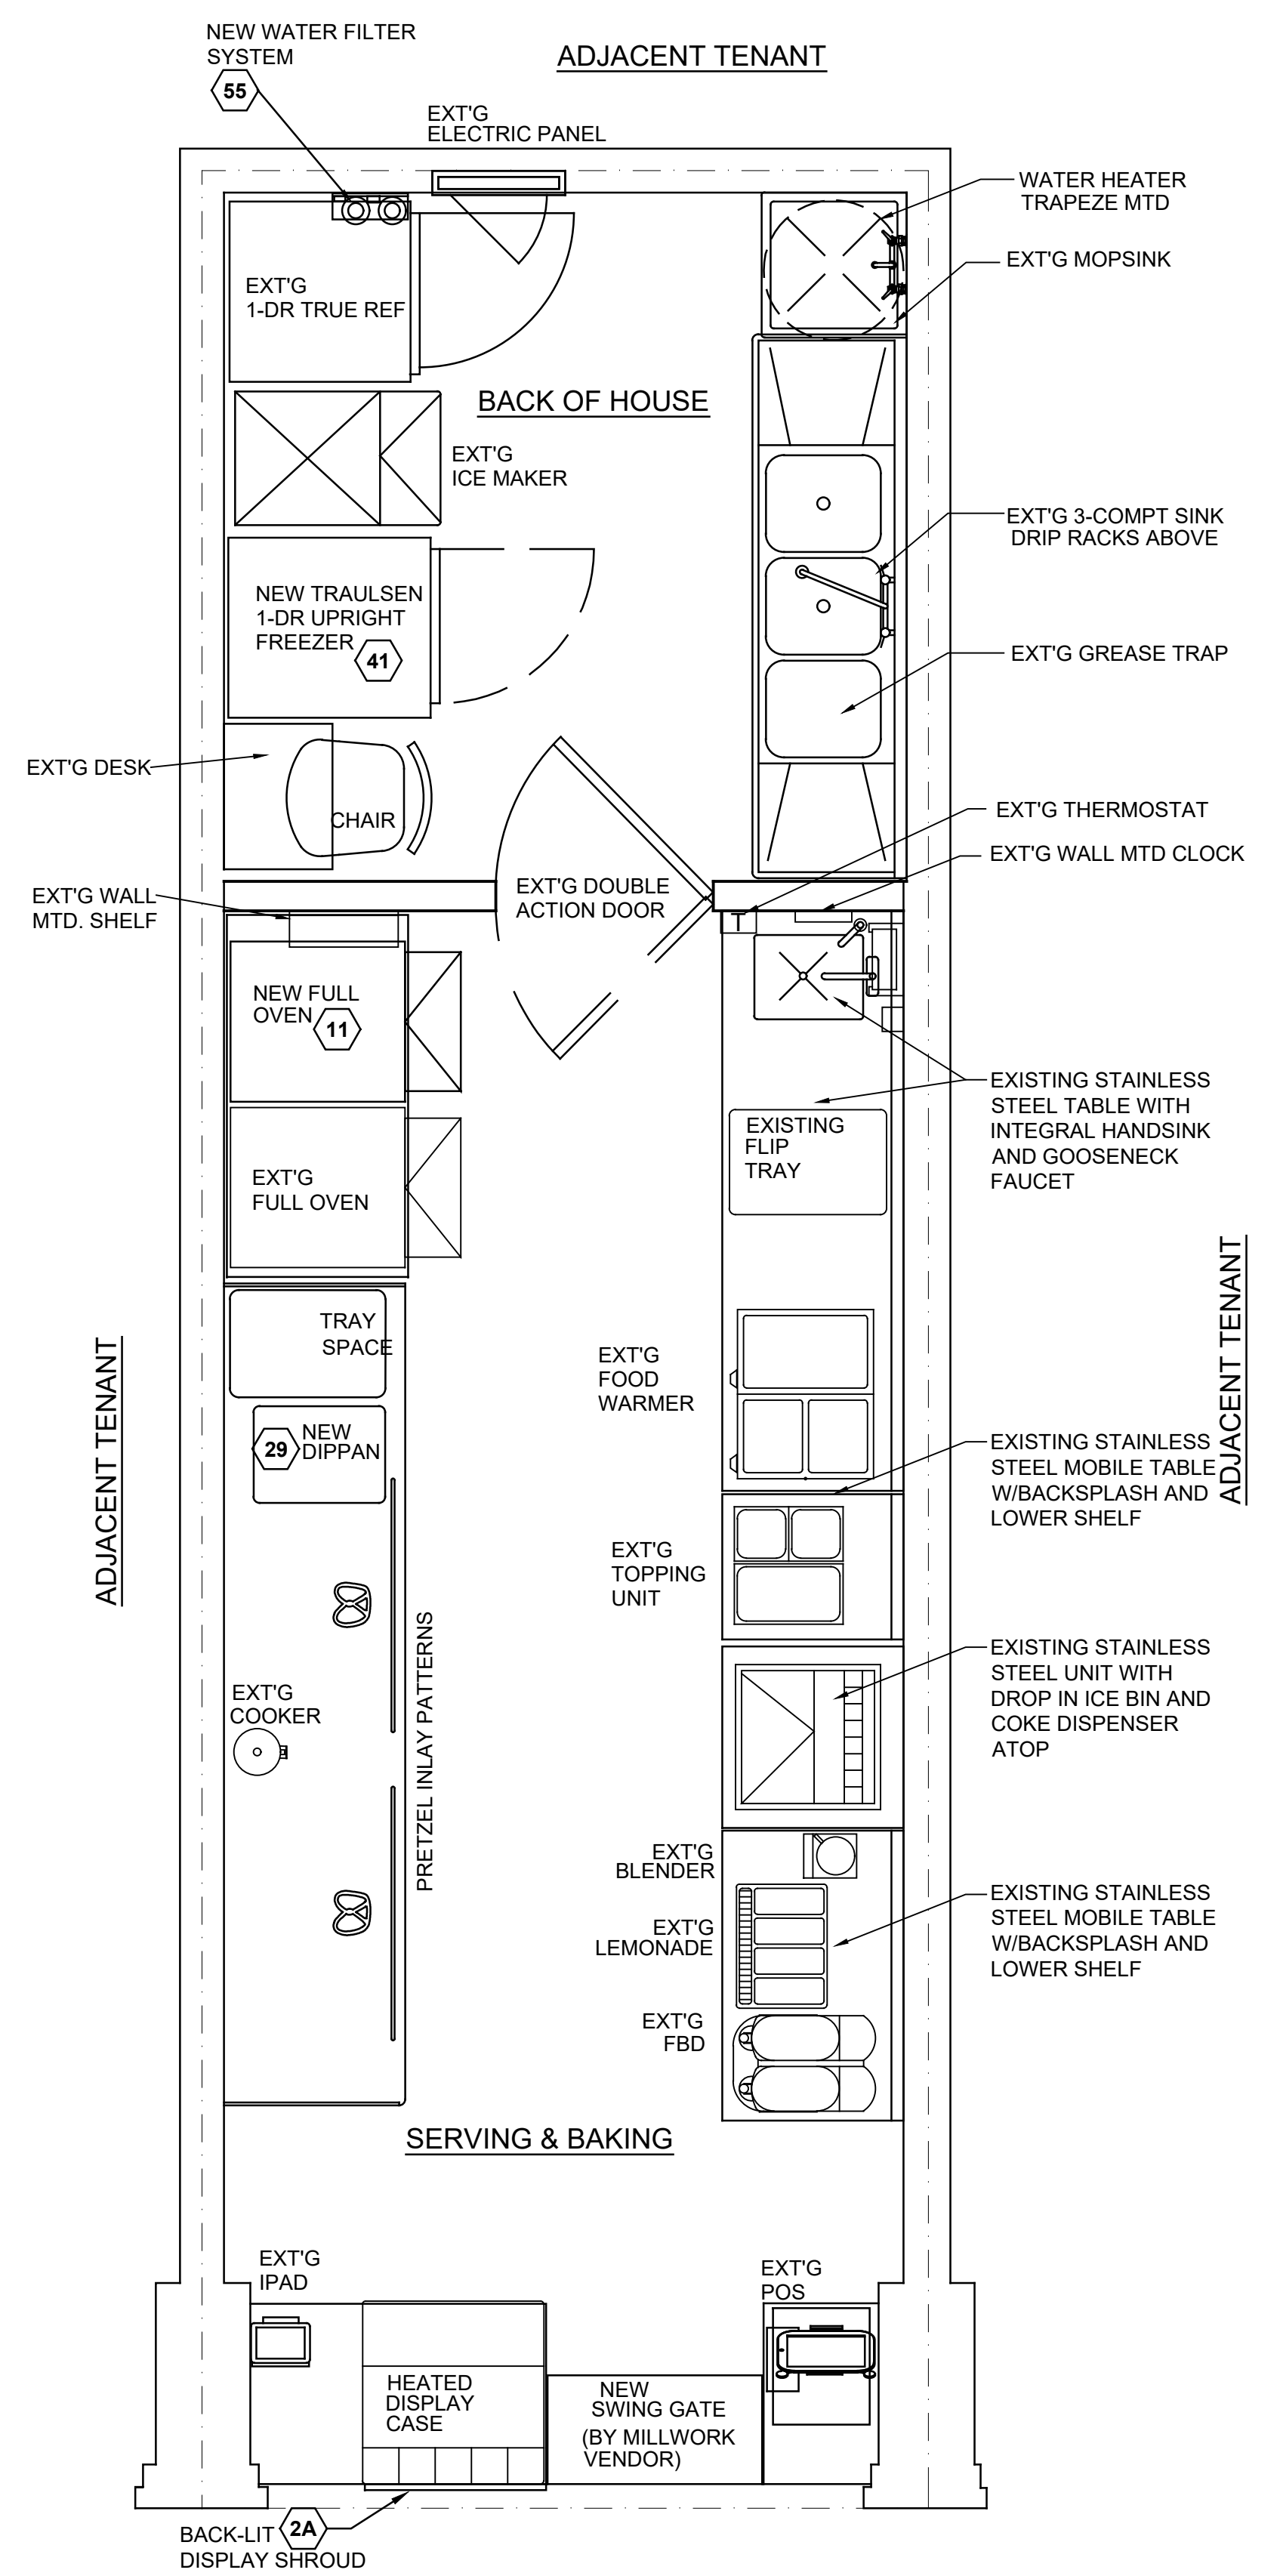 NEW WATER FILTER
SYSTEM
55
ADJACENT TENANT
EXT'G
ELECTRIC PANEL
WATER HEATER
TRAPEZE MTD
EXT'G MOPSINK
EXT'G
1-DR TRUE REF
BACK OF HOUSE
EXT'G
ICE MAKER
EXT'G 3-COMPT SINK
DRIP RACKS ABOVE
NEW TRAULSEN
1-DR UPRIGHT
FREEZER
41
EXT'G GREASE TRAP
EXT'G DESK
CHAIR
EXT'G THERMOSTAT
EXT'G WALL MTD CLOCK
EXT'G WALL
MTD. SHELF
EXT'G DOUBLE
ACTION DOOR
T
NEW FULL
OVEN
11
EXISTING STAINLESS
STEEL TABLE WITH
INTEGRAL HANDSINK
AND GOOSENECK
FAUCET
EXISTING
FLIP
TRAY
EXT'G
FULL OVEN
TRAY
SPACE
EXT'G
FOOD
WARMER
ADJACENT TENANT
ADJACENT TENANT
29
NEW
DIPPAN
EXISTING STAINLESS
STEEL MOBILE TABLE
W/BACKSPLASH AND
LOWER SHELF
EXT'G
TOPPING
UNIT
PRETZEL INLAY PATTERNS
EXT'G
COOKER
EXISTING STAINLESS
STEEL UNIT WITH
DROP IN ICE BIN AND
COKE DISPENSER
ATOP
EXT'G
BLENDER
EXT'G
LEMONADE
EXISTING STAINLESS
STEEL MOBILE TABLE
W/BACKSPLASH AND
LOWER SHELF
EXT'G
FBD
SERVING & BAKING
EXT'G
IPAD
EXT'G
POS
HEATED
DISPLAY
CASE
NEW
SWING GATE
(BY MILLWORK
VENDOR)
BACK-LIT
2A
DISPLAY SHROUD